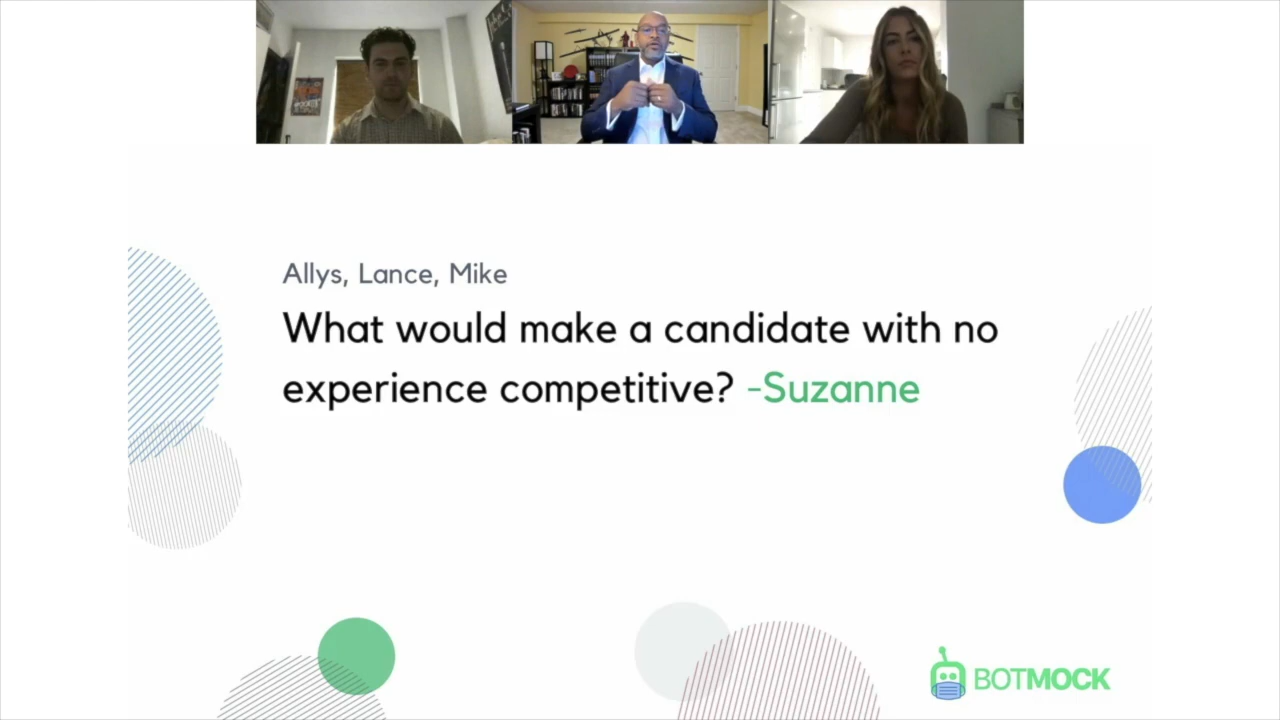 Allys, Lance, Mike
What would make a candidate with no
experience competitive? -Suzanne
BOTMOCK